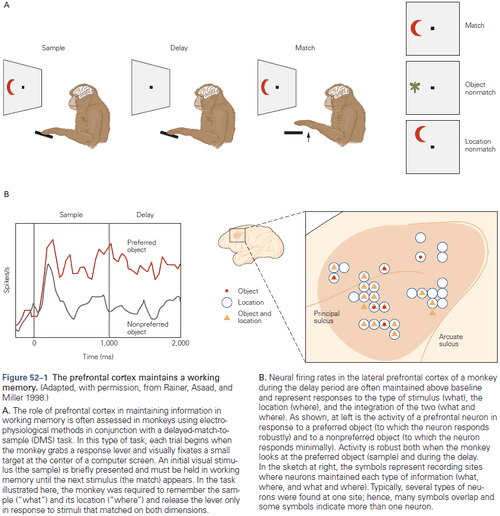 A
Sample
Delay
Match
Match
Object
nonmatch
Location
nonmatch
B
Sample
Delay
Preferred
object
Nonpreferred
object
Spikes/s
0
1,000
2,000
Time (ms)
Object
Location
Object and
location
Principal
sulcus
Arcuate
sulcus
Figure 52–1 The prefrontal cortex maintains a working
memory. (Adapted, with permission, from Rainer, Asaad, and
Miller 1998.)
A. The role of prefrontal cortex in maintaining information in
working memory is often assessed in monkeys using electro-
physiological methods in conjunction with a delayed-match-to-
sample (DMS) task. In this type of task, each trial begins when
the monkey grabs a response lever and visually fixates a small
target at the center of a computer screen. An initial visual stimu-
lus (the sample) is briefly presented and must be held in working
memory until the next stimulus (the match) appears. In the task
illustrated here, the monkey was required to remember the sam-
ple ("what") and its location ("where") and release the lever only
in response to stimuli that matched on both dimensions.
B. Neural firing rates in the lateral prefrontal cortex of a monkey
during the delay period are often maintained above baseline
and represent responses to the type of stimulus (what), the
location (where), and the integration of the two (what and
where). As shown, at left is the activity of a prefrontal neuron in
response to a preferred object (to which the neuron responds
robustly) and to a nonpreferred object (to which the neuron
responds minimally). Activity is robust both when the monkey
looks at the preferred object (sample) and during the delay.
In the sketch at right, the symbols represent recording sites
where neurons maintained each type of information (what,
where, and what and where). Typically, several types of neu-
rons were found at one site; hence, many symbols overlap and
some symbols indicate more than one neuron.